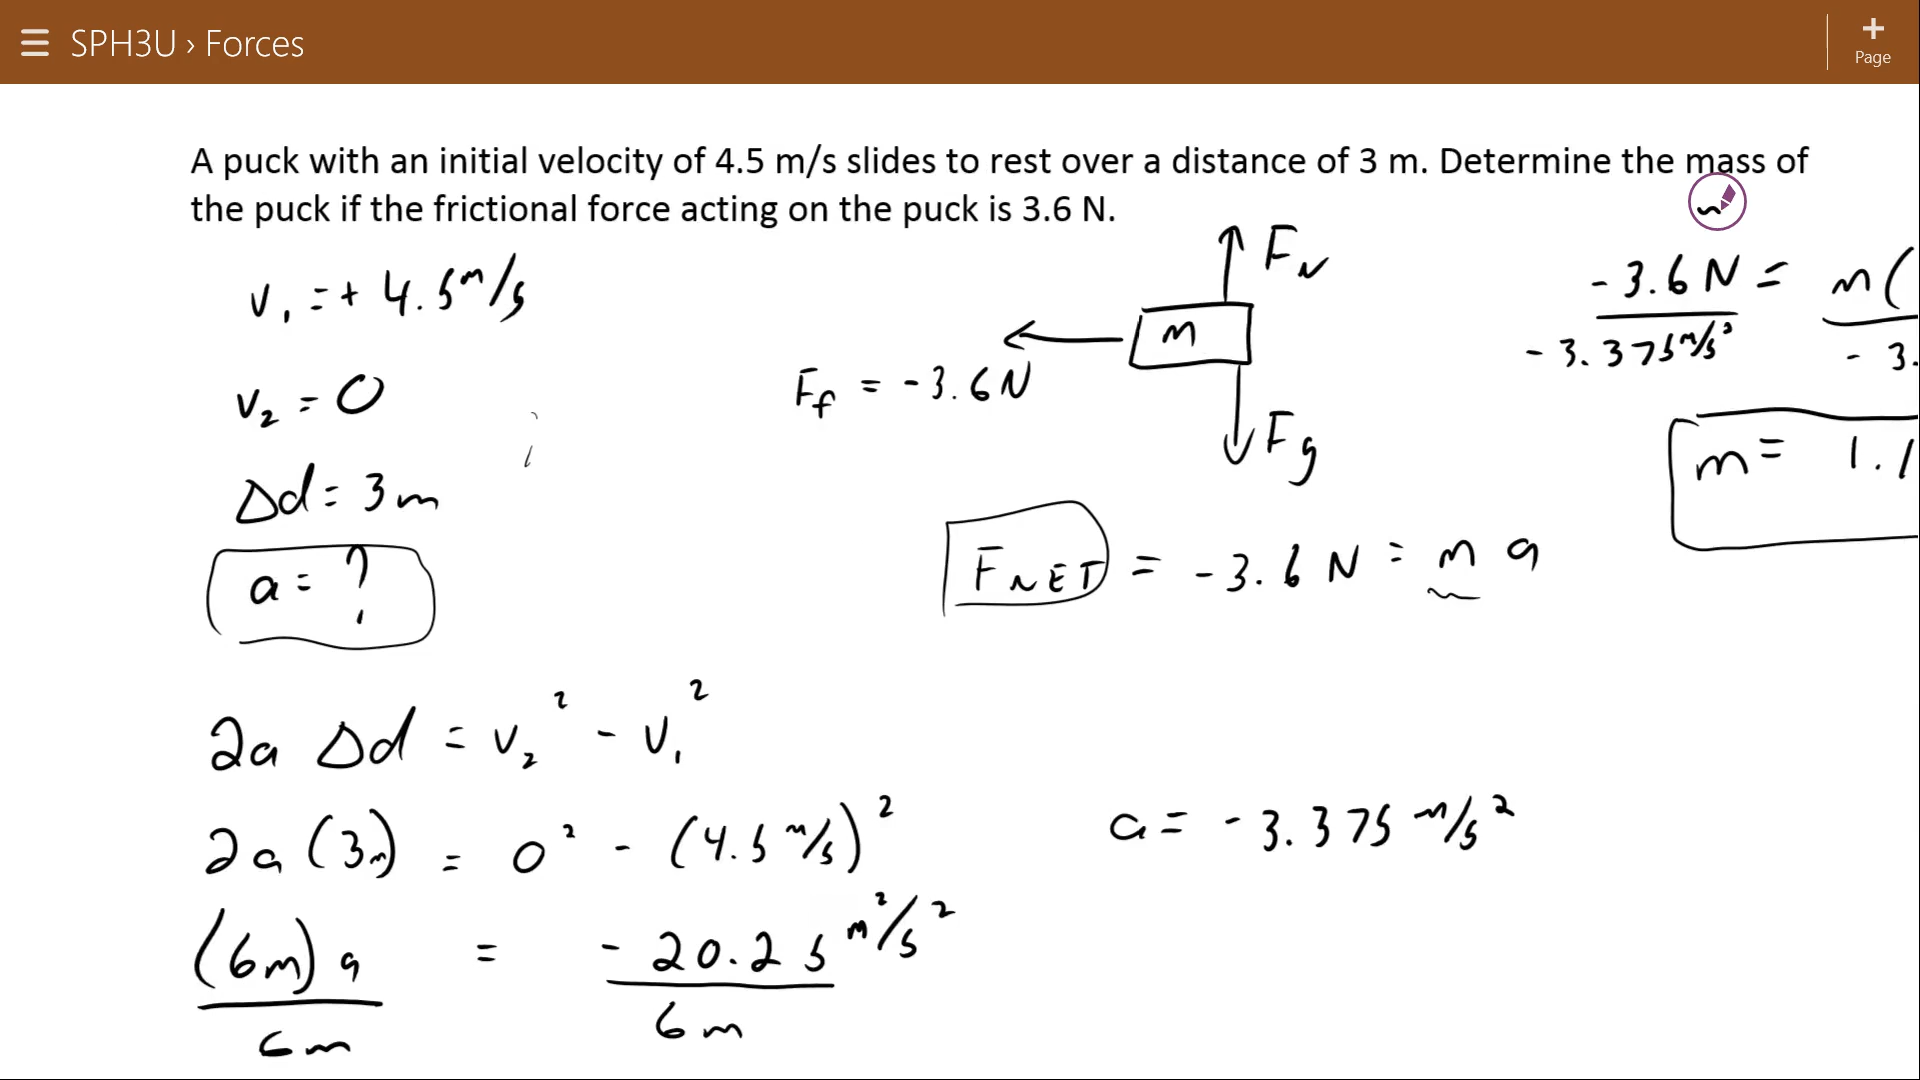 SPH3U › Forces
+
Page
A puck with an initial velocity of 4.5 m/s slides to rest over a distance of 3 m. Determine the mass of
the puck if the frictional force acting on the puck is 3.6 N.
v₁ = + 4.5 m/s
v₂ = 0
Δd = 3 m
a = ?
2a Δd = v₂² - v₁²
2a (3m) = 0² - (4.5 m/s)²
(6m) a = - 20.25 m²/s²
6m 6m
F_N
m
F_f = - 3.6 N
F_g
F_NET = - 3.6 N = m a
a = - 3.375 m/s²
- 3.6 N = m(
- 3.375 m/s² - 3.
m = 1.1